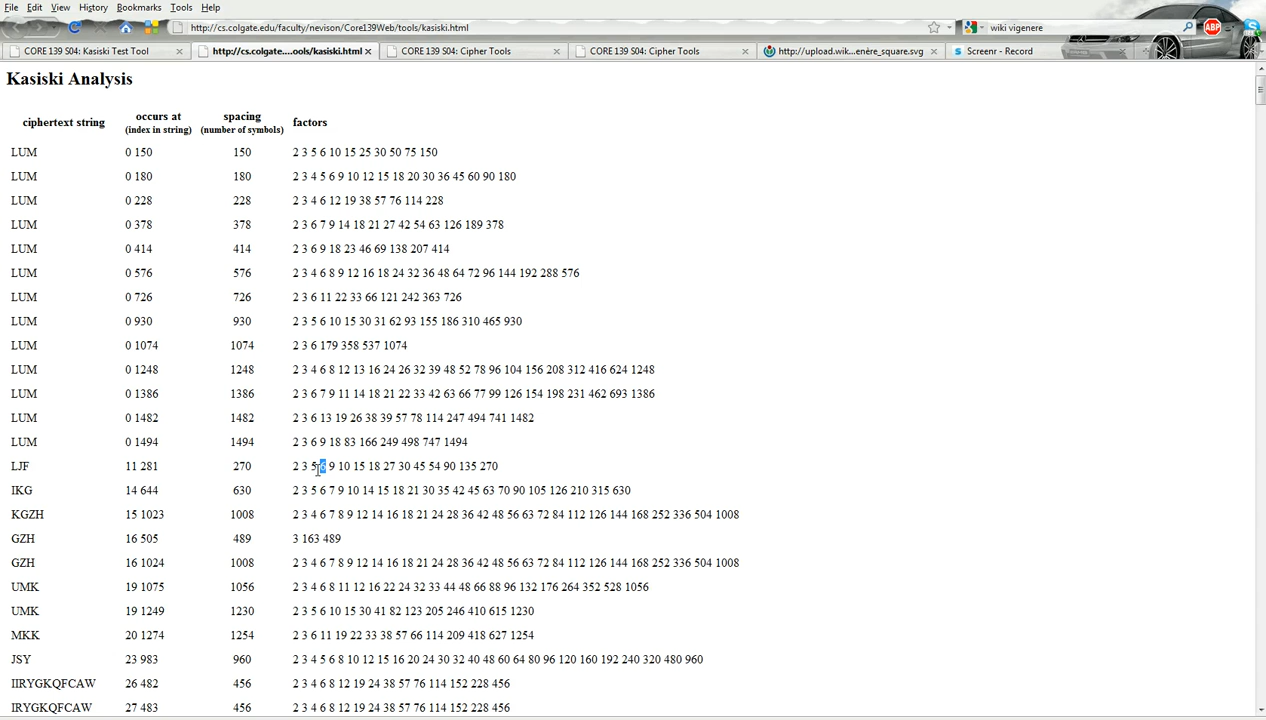 File Edit View History Bookmarks Tools Help
http://cs.colgate.edu/faculty/nevison/Core139Web/tools/kasiski.html wiki vigenere ABP
CORE 139 S04: Kasiski Test Tool http://cs.colgate....ools/kasiski.html CORE 139 S04: Cipher Tools CORE 139 S04: Cipher Tools http://upload.wik...enère_square.svg Screenr - Record
Kasiski Analysis
ciphertext string occurs at (index in string) spacing (number of symbols) factors
LUM 0 150 150 2 3 5 6 10 15 25 30 50 75 150
LUM 0 180 180 2 3 4 5 6 9 10 12 15 18 20 30 36 45 60 90 180
LUM 0 228 228 2 3 4 6 12 19 38 57 76 114 228
LUM 0 378 378 2 3 6 7 9 14 18 21 27 42 54 63 126 189 378
LUM 0 414 414 2 3 6 9 18 23 46 69 138 207 414
LUM 0 576 576 2 3 4 6 8 9 12 16 18 24 32 36 48 64 72 96 144 192 288 576
LUM 0 726 726 2 3 6 11 22 33 66 121 242 363 726
LUM 0 930 930 2 3 5 6 10 15 30 31 62 93 155 186 310 465 930
LUM 0 1074 1074 2 3 6 179 358 537 1074
LUM 0 1248 1248 2 3 4 6 8 12 13 16 24 26 32 39 48 52 78 96 104 156 208 312 416 624 1248
LUM 0 1386 1386 2 3 6 7 9 11 14 18 21 22 33 42 63 66 77 99 126 154 198 231 462 693 1386
LUM 0 1482 1482 2 3 6 13 19 26 38 39 57 78 114 247 494 741 1482
LUM 0 1494 1494 2 3 6 9 18 83 166 249 498 747 1494
LJF 11 281 270 2 3 5 6 9 10 15 18 27 30 45 54 90 135 270
IKG 14 644 630 2 3 5 6 7 9 10 14 15 18 21 30 35 42 45 63 70 90 105 126 210 315 630
KGZH 15 1023 1008 2 3 4 6 7 8 9 12 14 16 18 21 24 28 36 42 48 56 63 72 84 112 126 144 168 252 336 504 1008
GZH 16 505 489 3 163 489
GZH 16 1024 1008 2 3 4 6 7 8 9 12 14 16 18 21 24 28 36 42 48 56 63 72 84 112 126 144 168 252 336 504 1008
UMK 19 1075 1056 2 3 4 6 8 11 12 16 22 24 32 33 44 48 66 88 96 132 176 264 352 528 1056
UMK 19 1249 1230 2 3 5 6 10 15 30 41 82 123 205 246 410 615 1230
MKK 20 1274 1254 2 3 6 11 19 22 33 38 57 66 114 209 418 627 1254
JSY 23 983 960 2 3 4 5 6 8 10 12 15 16 20 24 30 32 40 48 60 64 80 96 120 160 192 240 320 480 960
IIRYGKQFCAW 26 482 456 2 3 4 6 8 12 19 24 38 57 76 114 152 228 456
IRYGKQFCAW 27 483 456 2 3 4 6 8 12 19 24 38 57 76 114 152 228 456